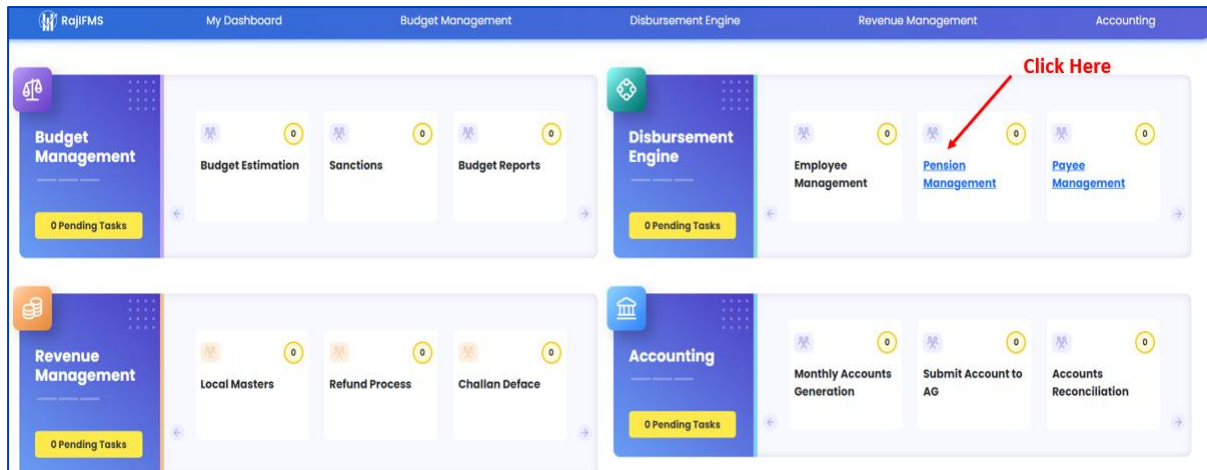 RajIFMS
My Dashboard
Budget Management
Disbursement Engine
Revenue Management
Accounting
Click Here
Budget
Management
0 Pending Tasks
0
Budget Estimation
0
Sanctions
0
Budget Reports
Disbursement
Engine
0 Pending Tasks
0
Employee
Management
0
Pension
Management
0
Payee
Management
Revenue
Management
0 Pending Tasks
0
Local Masters
0
Refund Process
0
Challan Deface
Accounting
0 Pending Tasks
0
Monthly Accounts
Generation
0
Submit Account to
AG
0
Accounts
Reconciliation